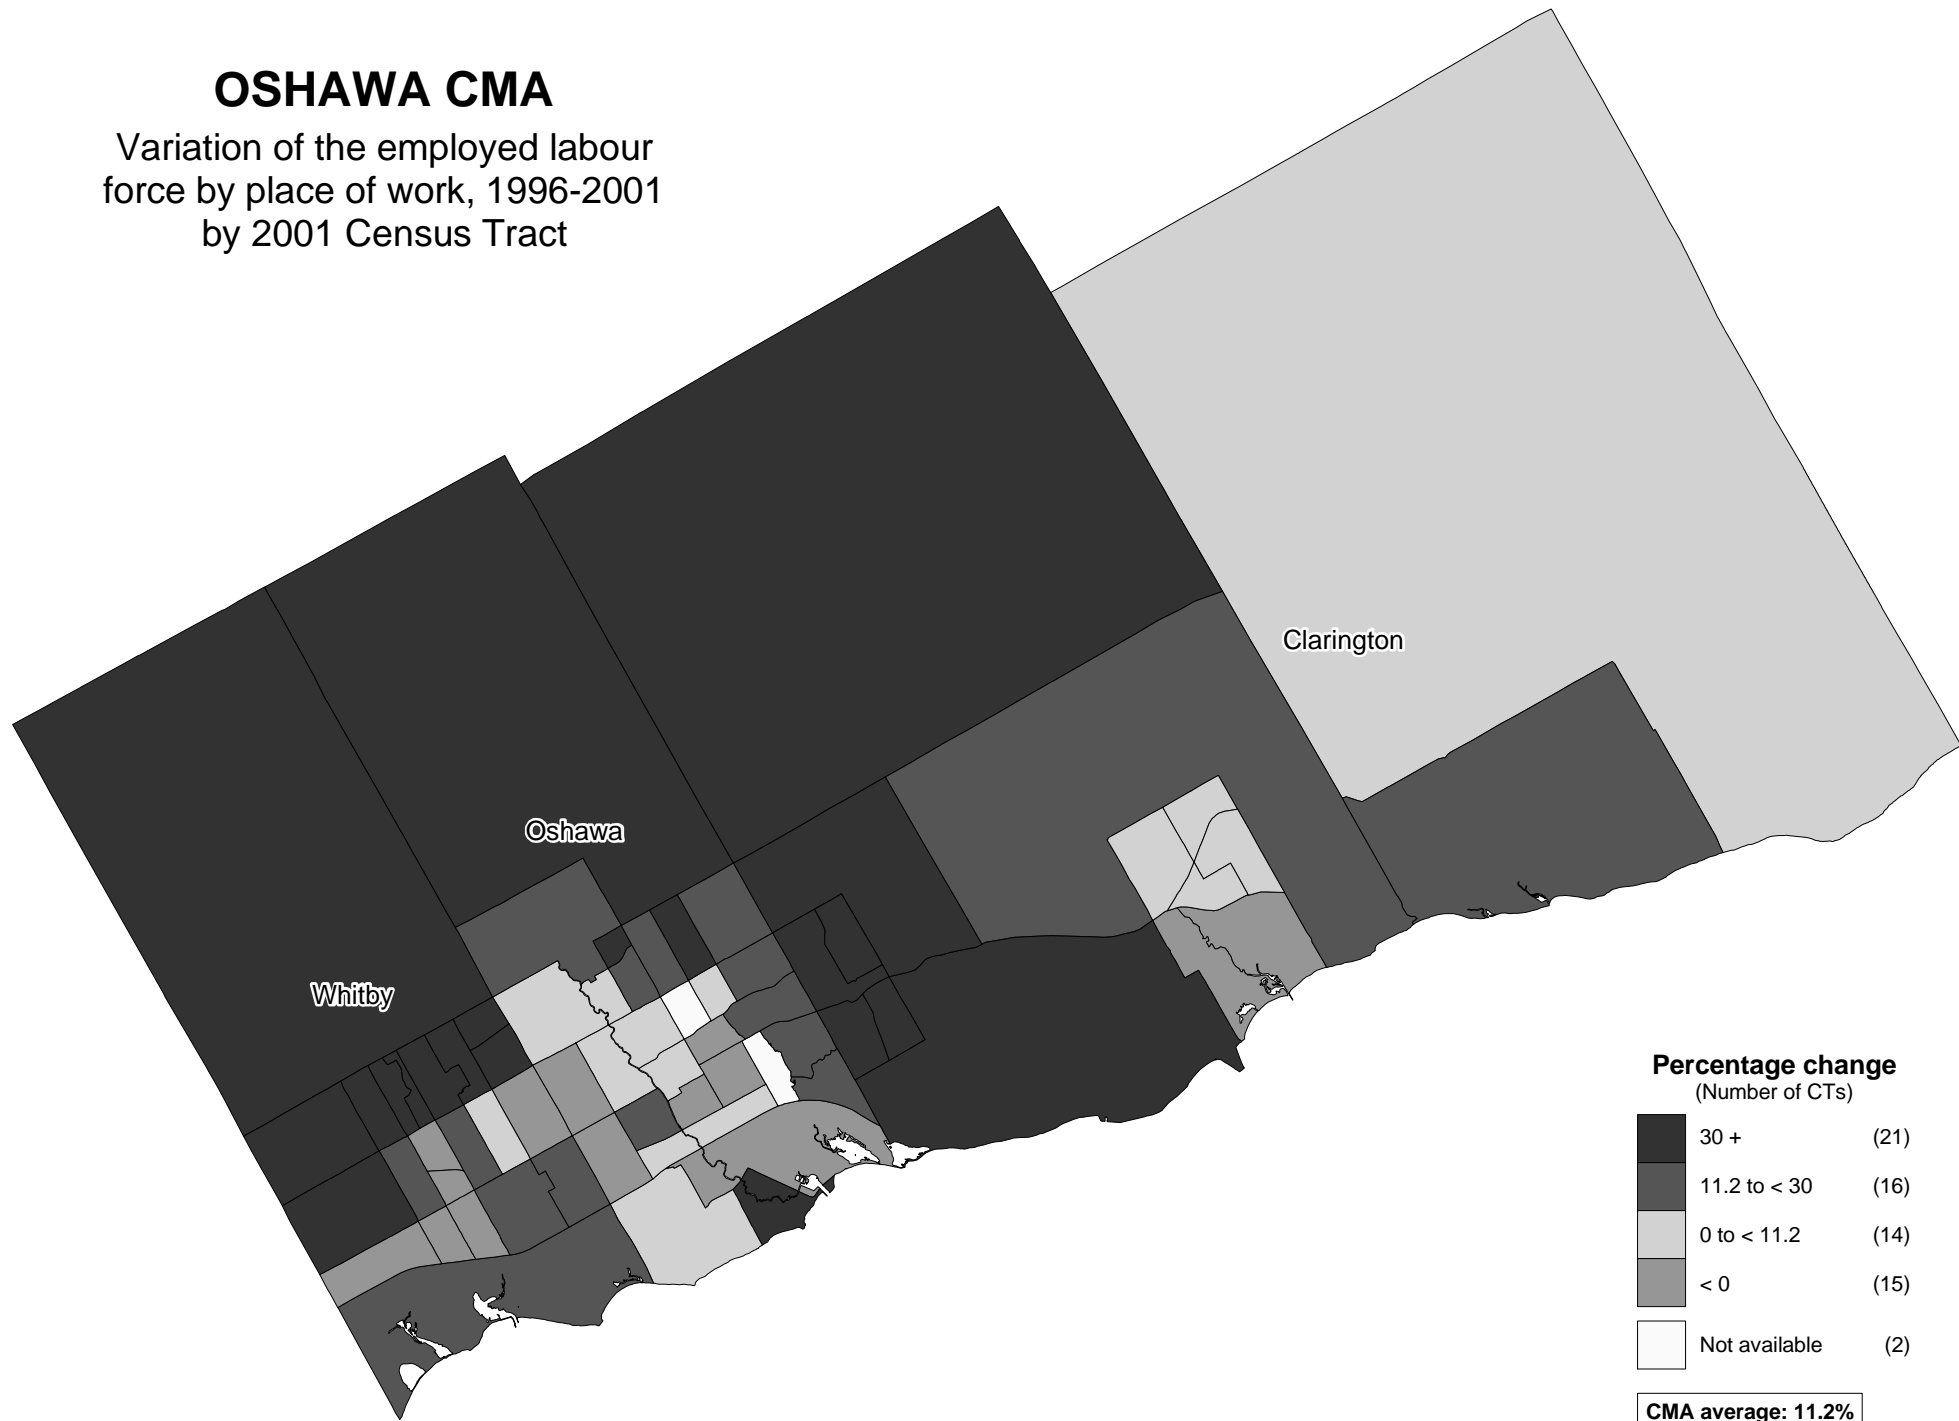 OSHAWA CMA
Variation of the employed labour
force by place of work, 1996-2001
by 2001 Census Tract
Clarington
Oshawa
Whitby
Percentage change
(Number of CTs)
30 + (21)
11.2 to < 30 (16)
0 to < 11.2 (14)
< 0 (15)
Not available (2)
CMA average: 11.2%